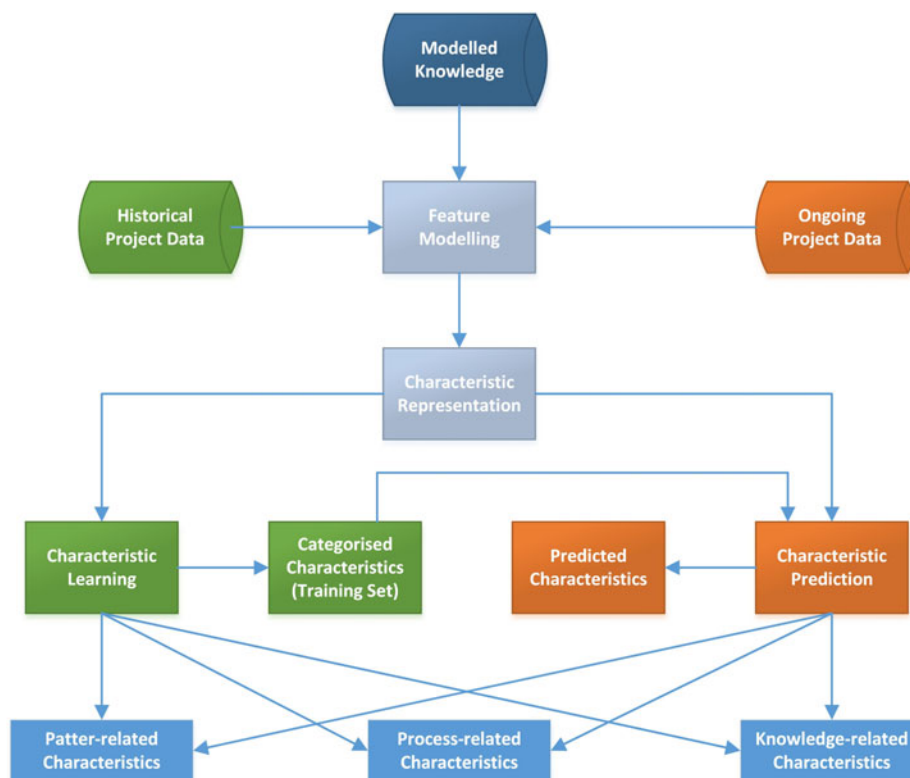 Modelled
Knowledge
Historical
Project Data
Feature
Modelling
Ongoing
Project Data
Characteristic
Representation
Characteristic
Learning
Categorised
Characteristics
(Training Set)
Predicted
Characteristics
Characteristic
Prediction
Patter-related
Characteristics
Process-related
Characteristics
Knowledge-related
Characteristics